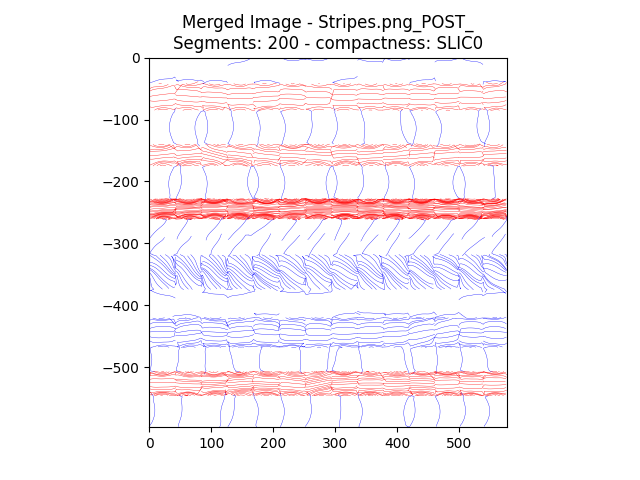 Merged Image - Stripes.png_POST_
Segments: 200 - compactness: SLIC0
0
−100
−200
−300
−400
−500
0 100 200 300 400 500